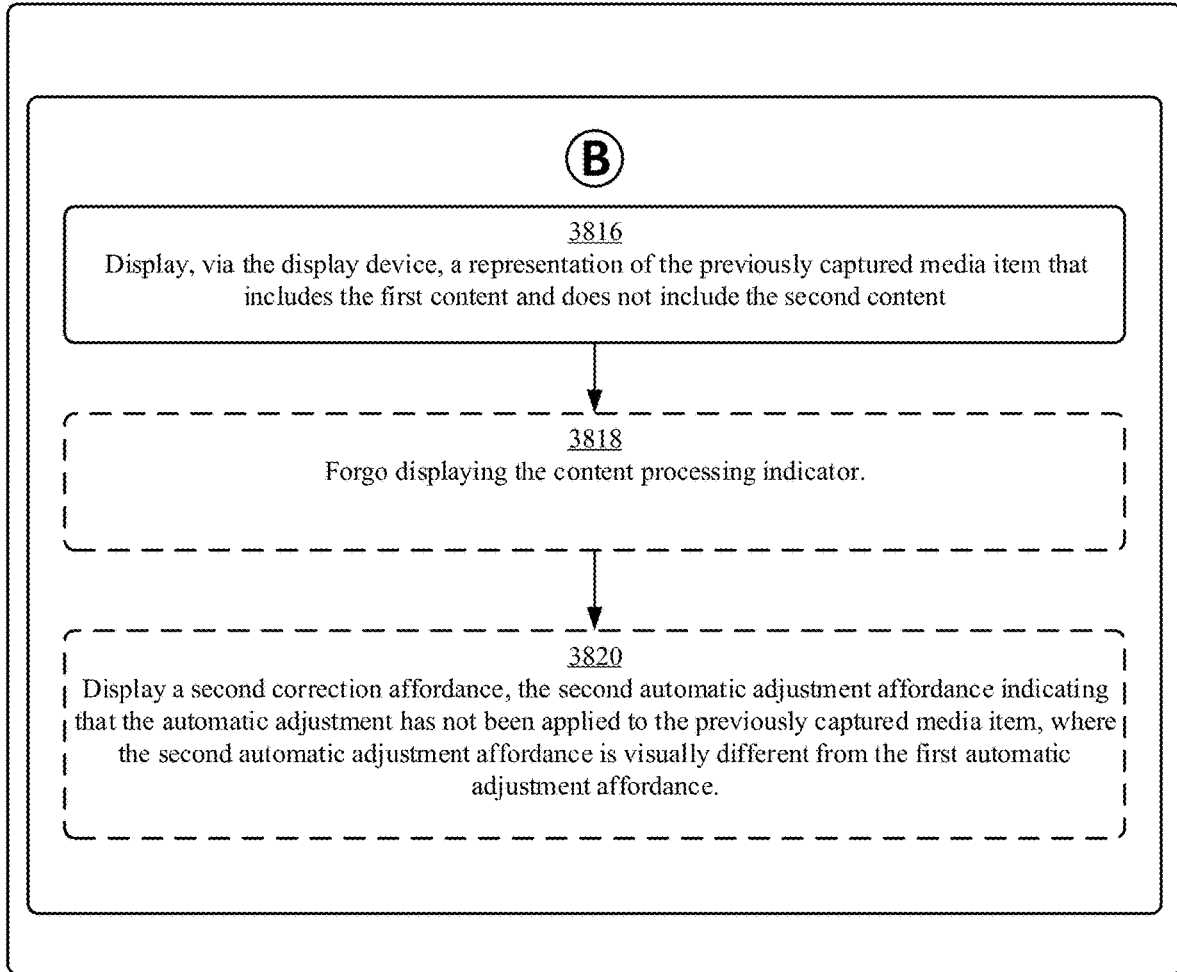 B
3816
Display, via the display device, a representation of the previously captured media item that
includes the first content and does not include the second content
3818
Forgo displaying the content processing indicator.
3820
Display a second correction affordance, the second automatic adjustment affordance indicating
that the automatic adjustment has not been applied to the previously captured media item, where
the second automatic adjustment affordance is visually different from the first automatic
adjustment affordance.